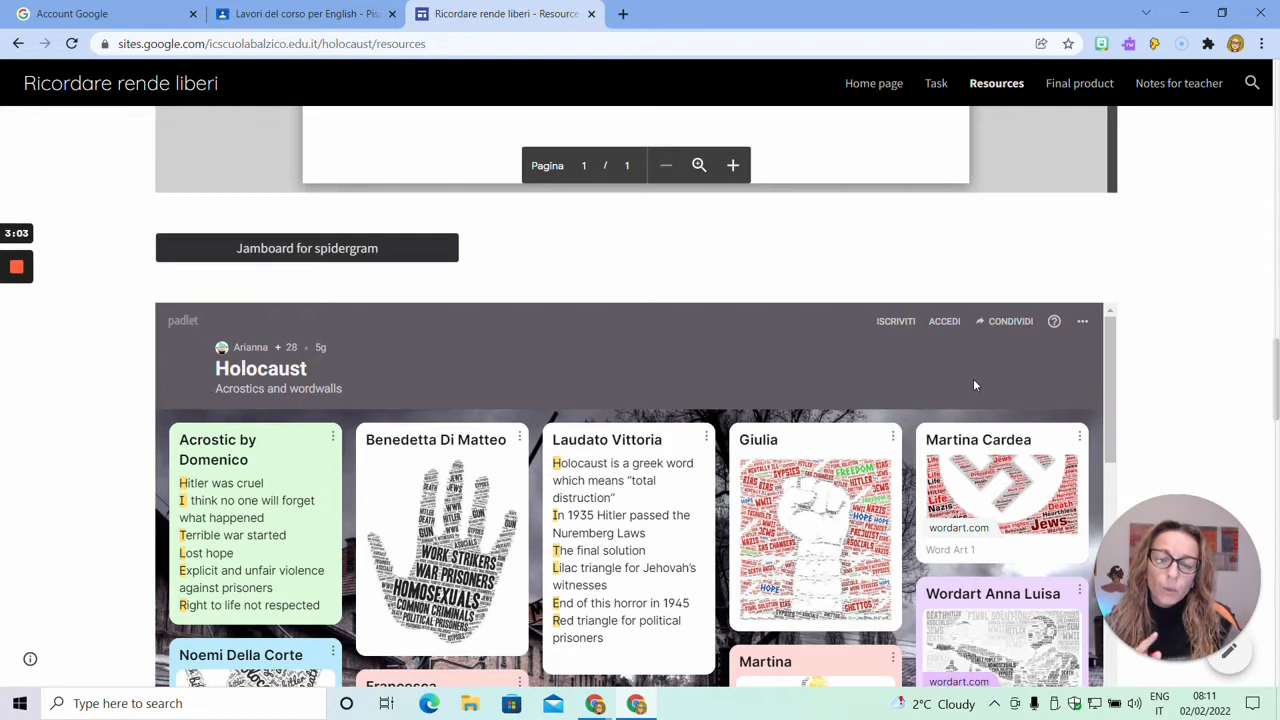 Account Google
Lavori del corso per English - Pisa
Ricordare rende liberi - Resource
sites.google.com/icscuolabalzico.edu.it/holocaust/resources
Ricordare rende liberi
Home page
Task
Resources
Final product
Notes for teacher
Pagina 1 / 1
3:03
Jamboard for spidergram
padlet
ISCRIVITI
ACCEDI
CONDIVIDI
Arianna + 28 • 5g
Holocaust
Acrostics and wordwalls
Acrostic by
Domenico
Hitler was cruel
I think no one will forget
what happened
Terrible war started
Lost hope
Explicit and unfair violence
against prisoners
Right to life not respected
Noemi Della Corte
Benedetta Di Matteo
WORK STRIKERS
WAR PRISONERS
HOMOSEXUALS
COMMON CRIMINALS
POLITICAL PRISONERS
GYPSIES
Francesca
Laudato Vittoria
Holocaust is a greek word
which means "total
distruction"
In 1935 Hitler passed the
Nuremberg Laws
The final solution
Lilac triangle for Jehovah's
witnesses
End of this horror in 1945
Red triangle for political
prisoners
Giulia
FREEDOM
HOPE
GHETTOS
Martina
Martina Cardea
Jews
wordart.com
Word Art 1
Wordart Anna Luisa
wordart.com
Type here to search
2°C Cloudy
ENG
IT
08:11
02/02/2022